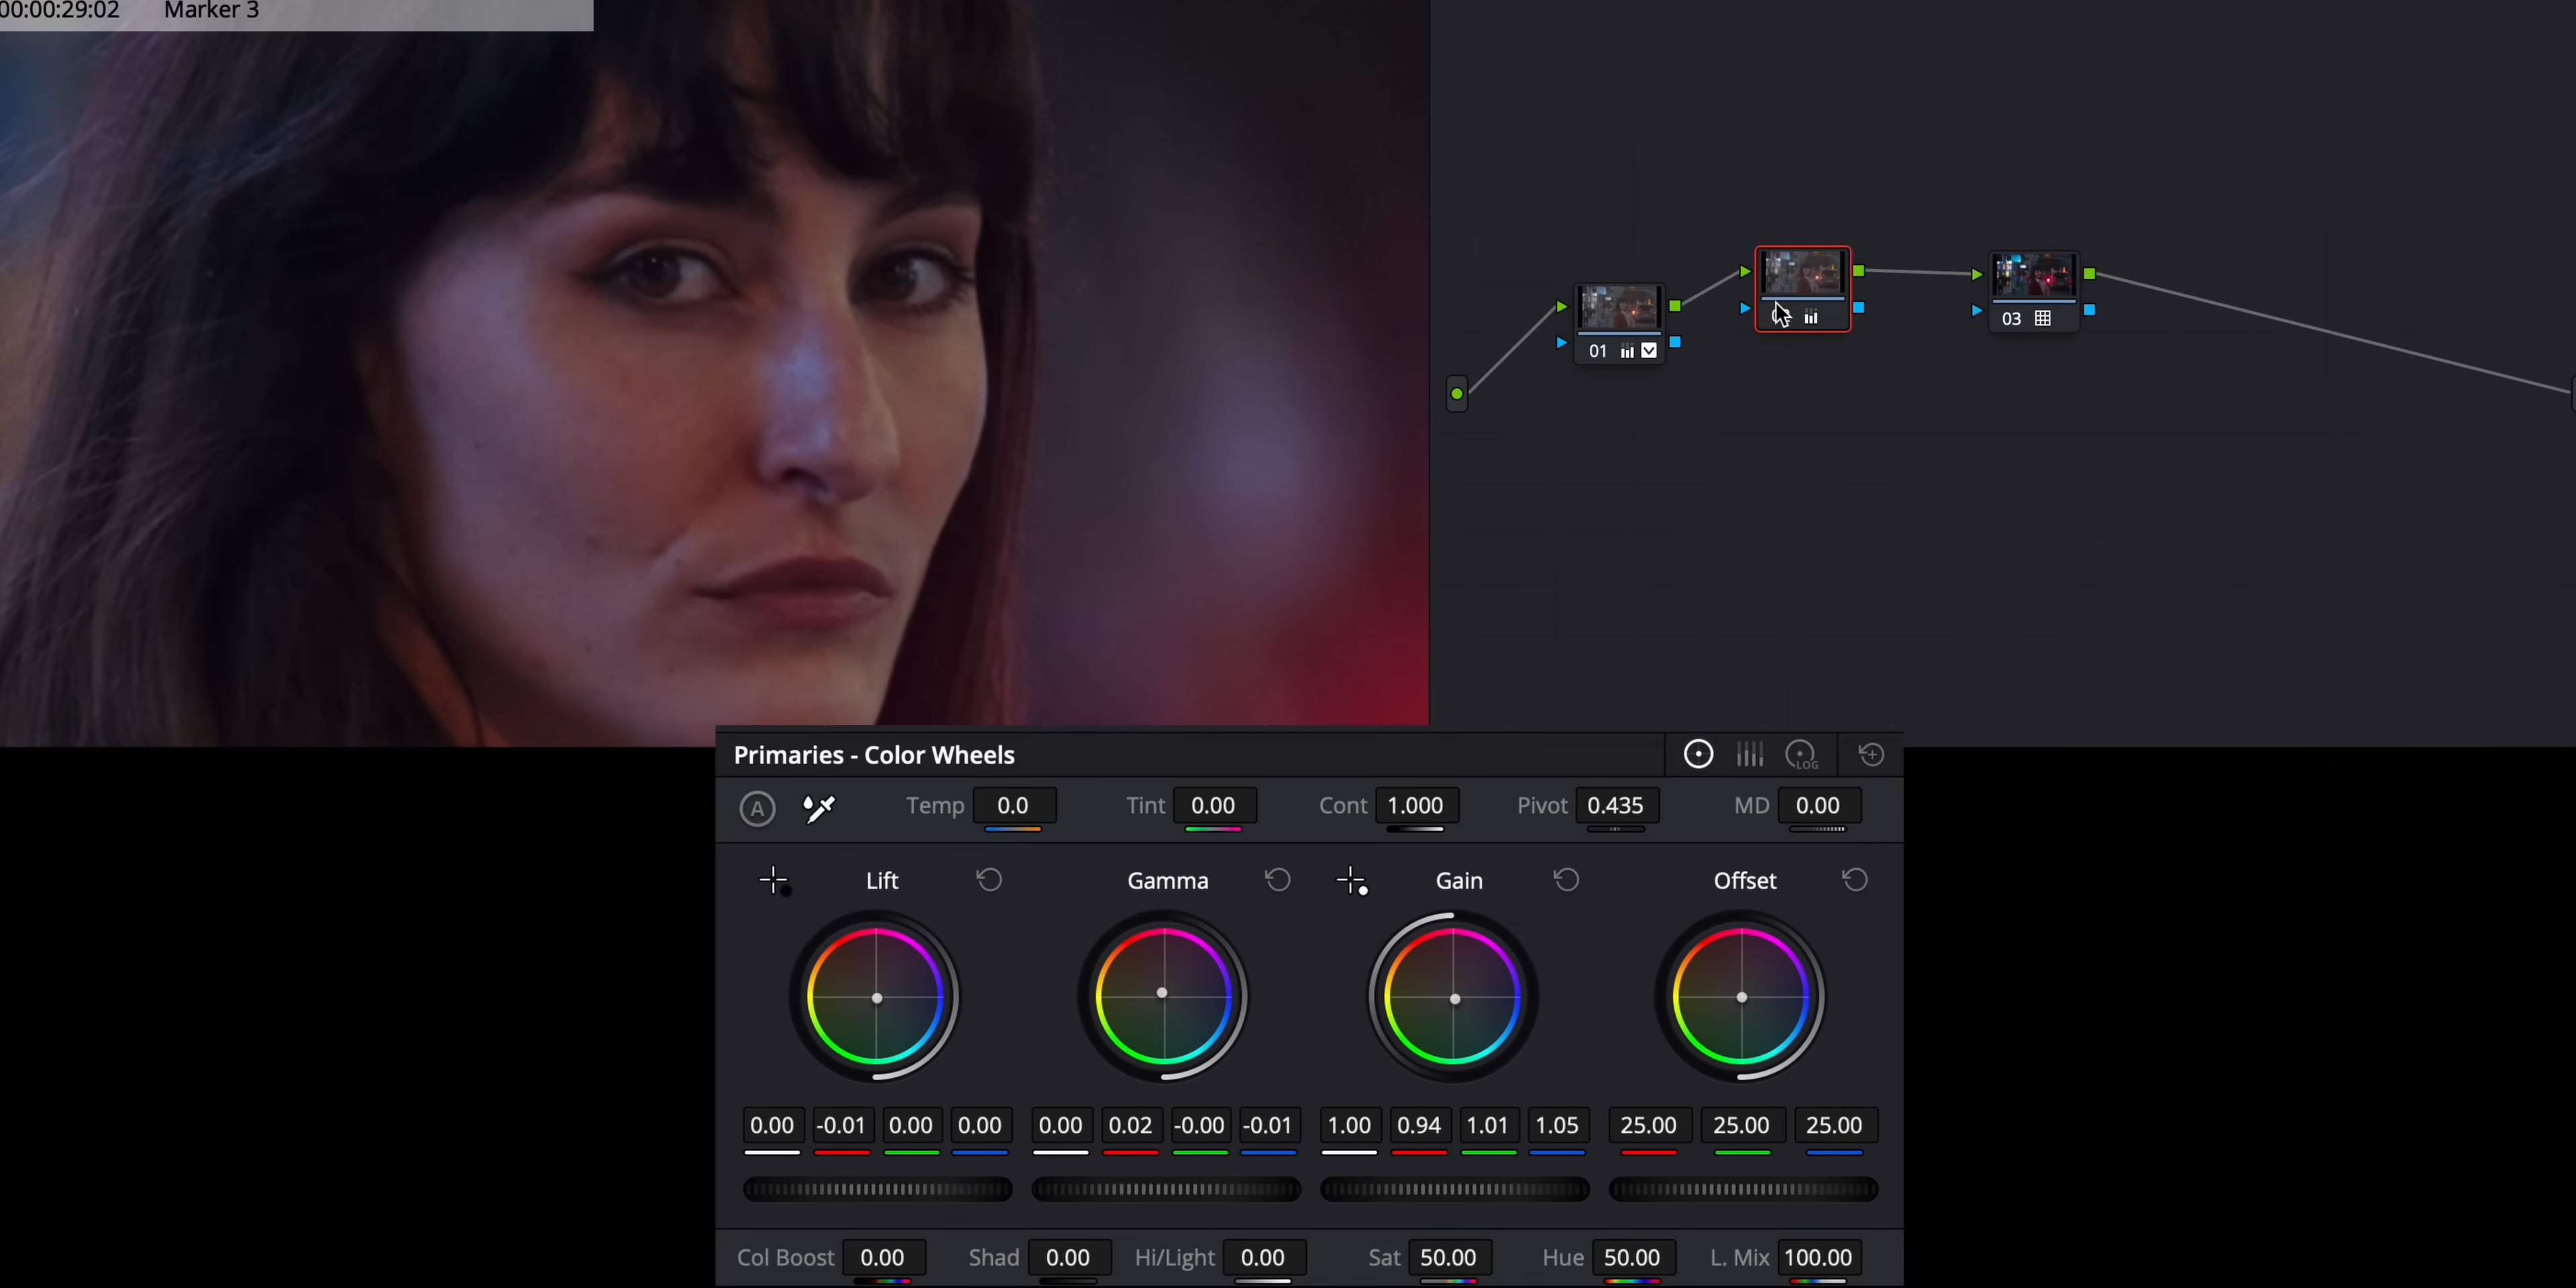 00:00:29:02 Marker 3
01
03
Primaries - Color Wheels
LOG
A Temp 0.0 Tint 0.00 Cont 1.000 Pivot 0.435 MD 0.00
Lift Gamma Gain Offset
0.00 -0.01 0.00 0.00 0.00 0.02 -0.00 -0.01 1.00 0.94 1.01 1.05 25.00 25.00 25.00
Col Boost 0.00 Shad 0.00 Hi/Light 0.00 Sat 50.00 Hue 50.00 L. Mix 100.00